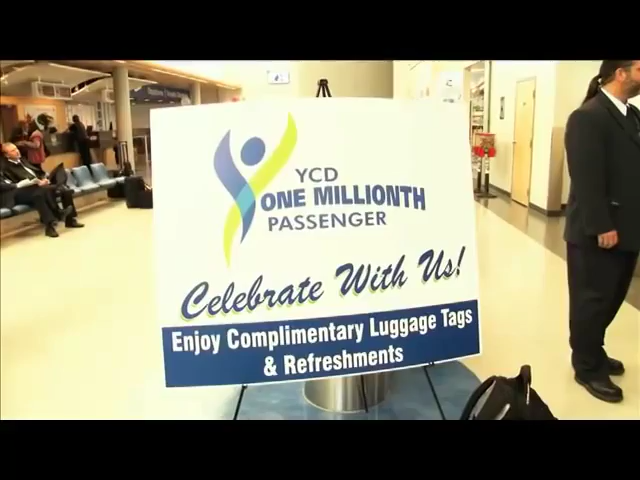 YCD
ONE MILLIONTH
PASSENGER
Celebrate With Us!
Enjoy Complimentary Luggage Tags
& Refreshments